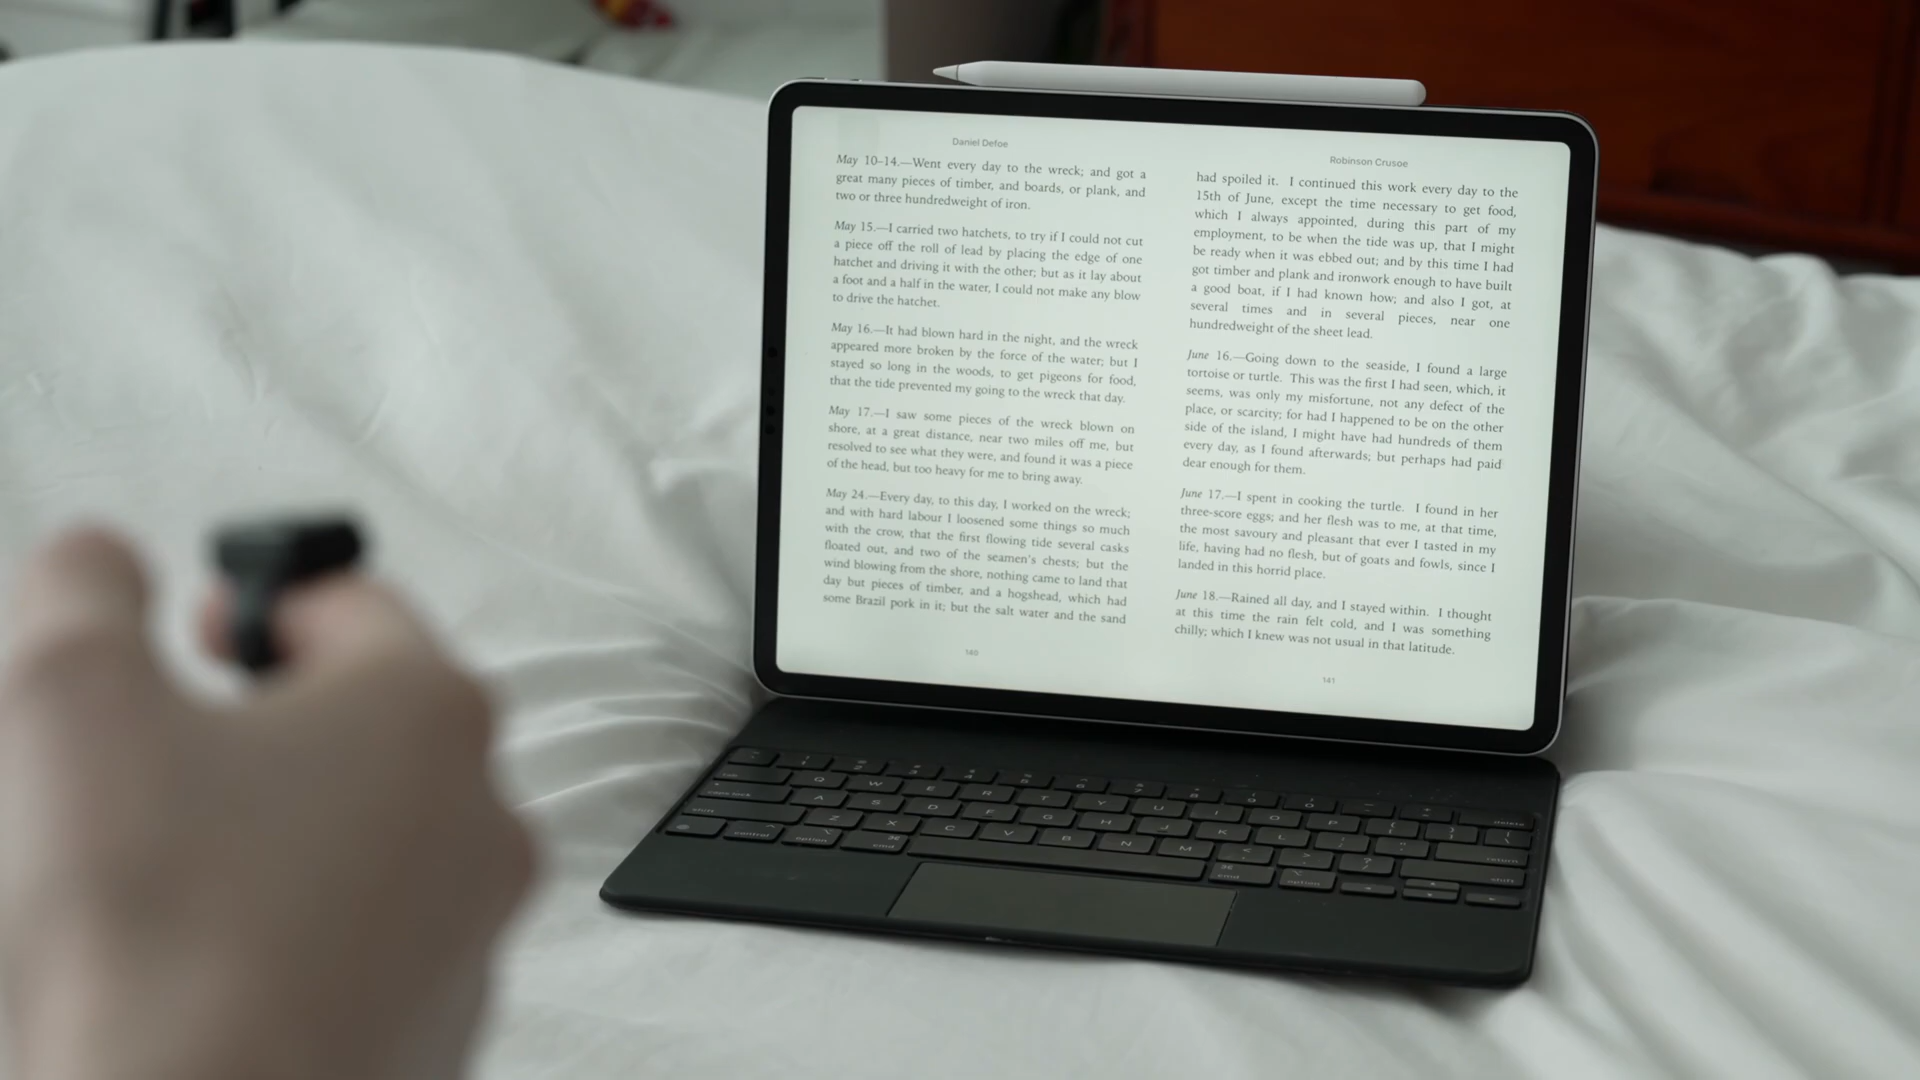 Daniel Defoe
May 10–14.—Went every day to the wreck; and got a
great many pieces of timber, and boards, or plank, and
two or three hundredweight of iron.
May 15.—I carried two hatchets, to try if I could not cut
a piece off the roll of lead by placing the edge of one
hatchet and driving it with the other; but as it lay about
a foot and a half in the water, I could not make any blow
to drive the hatchet.
May 16.—It had blown hard in the night, and the wreck
appeared more broken by the force of the water; but I
stayed so long in the woods, to get pigeons for food,
that the tide prevented my going to the wreck that day.
May 17.—I saw some pieces of the wreck blown on
shore, at a great distance, near two miles off me, but
resolved to see what they were, and found it was a piece
of the head, but too heavy for me to bring away.
May 24.—Every day, to this day, I worked on the wreck;
and with hard labour I loosened some things so much
with the crow, that the first flowing tide several casks
floated out, and two of the seamen's chests; but the
wind blowing from the shore, nothing came to land that
day but pieces of timber, and a hogshead, which had
some Brazil pork in it; but the salt water and the sand
140
Robinson Crusoe
had spoiled it. I continued this work every day to the
15th of June, except the time necessary to get food,
which I always appointed, during this part of my
employment, to be when the tide was up, that I might
be ready when it was ebbed out; and by this time I had
got timber and plank and ironwork enough to have built
a good boat, if I had known how; and also I got, at
several times and in several pieces, near one
hundredweight of the sheet lead.
June 16.—Going down to the seaside, I found a large
tortoise or turtle. This was the first I had seen, which, it
seems, was only my misfortune, not any defect of the
place, or scarcity; for had I happened to be on the other
side of the island, I might have had hundreds of them
every day, as I found afterwards; but perhaps had paid
dear enough for them.
June 17.—I spent in cooking the turtle. I found in her
three-score eggs; and her flesh was to me, at that time,
the most savoury and pleasant that ever I tasted in my
life, having had no flesh, but of goats and fowls, since I
landed in this horrid place.
June 18.—Rained all day, and I stayed within. I thought
at this time the rain felt cold, and I was something
chilly; which I knew was not usual in that latitude.
141
tab Q W E R T Y U I O P delete
caps lock A S D F G H J K L return
shift Z X C V B N M shift
control option cmd cmd option